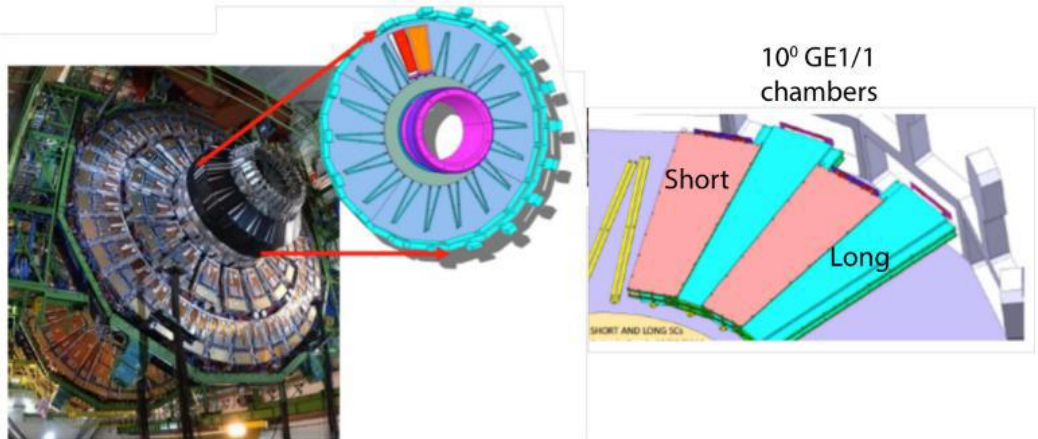 10⁰ GE1/1
chambers
Short
Long
SHORT AND LONG SCs